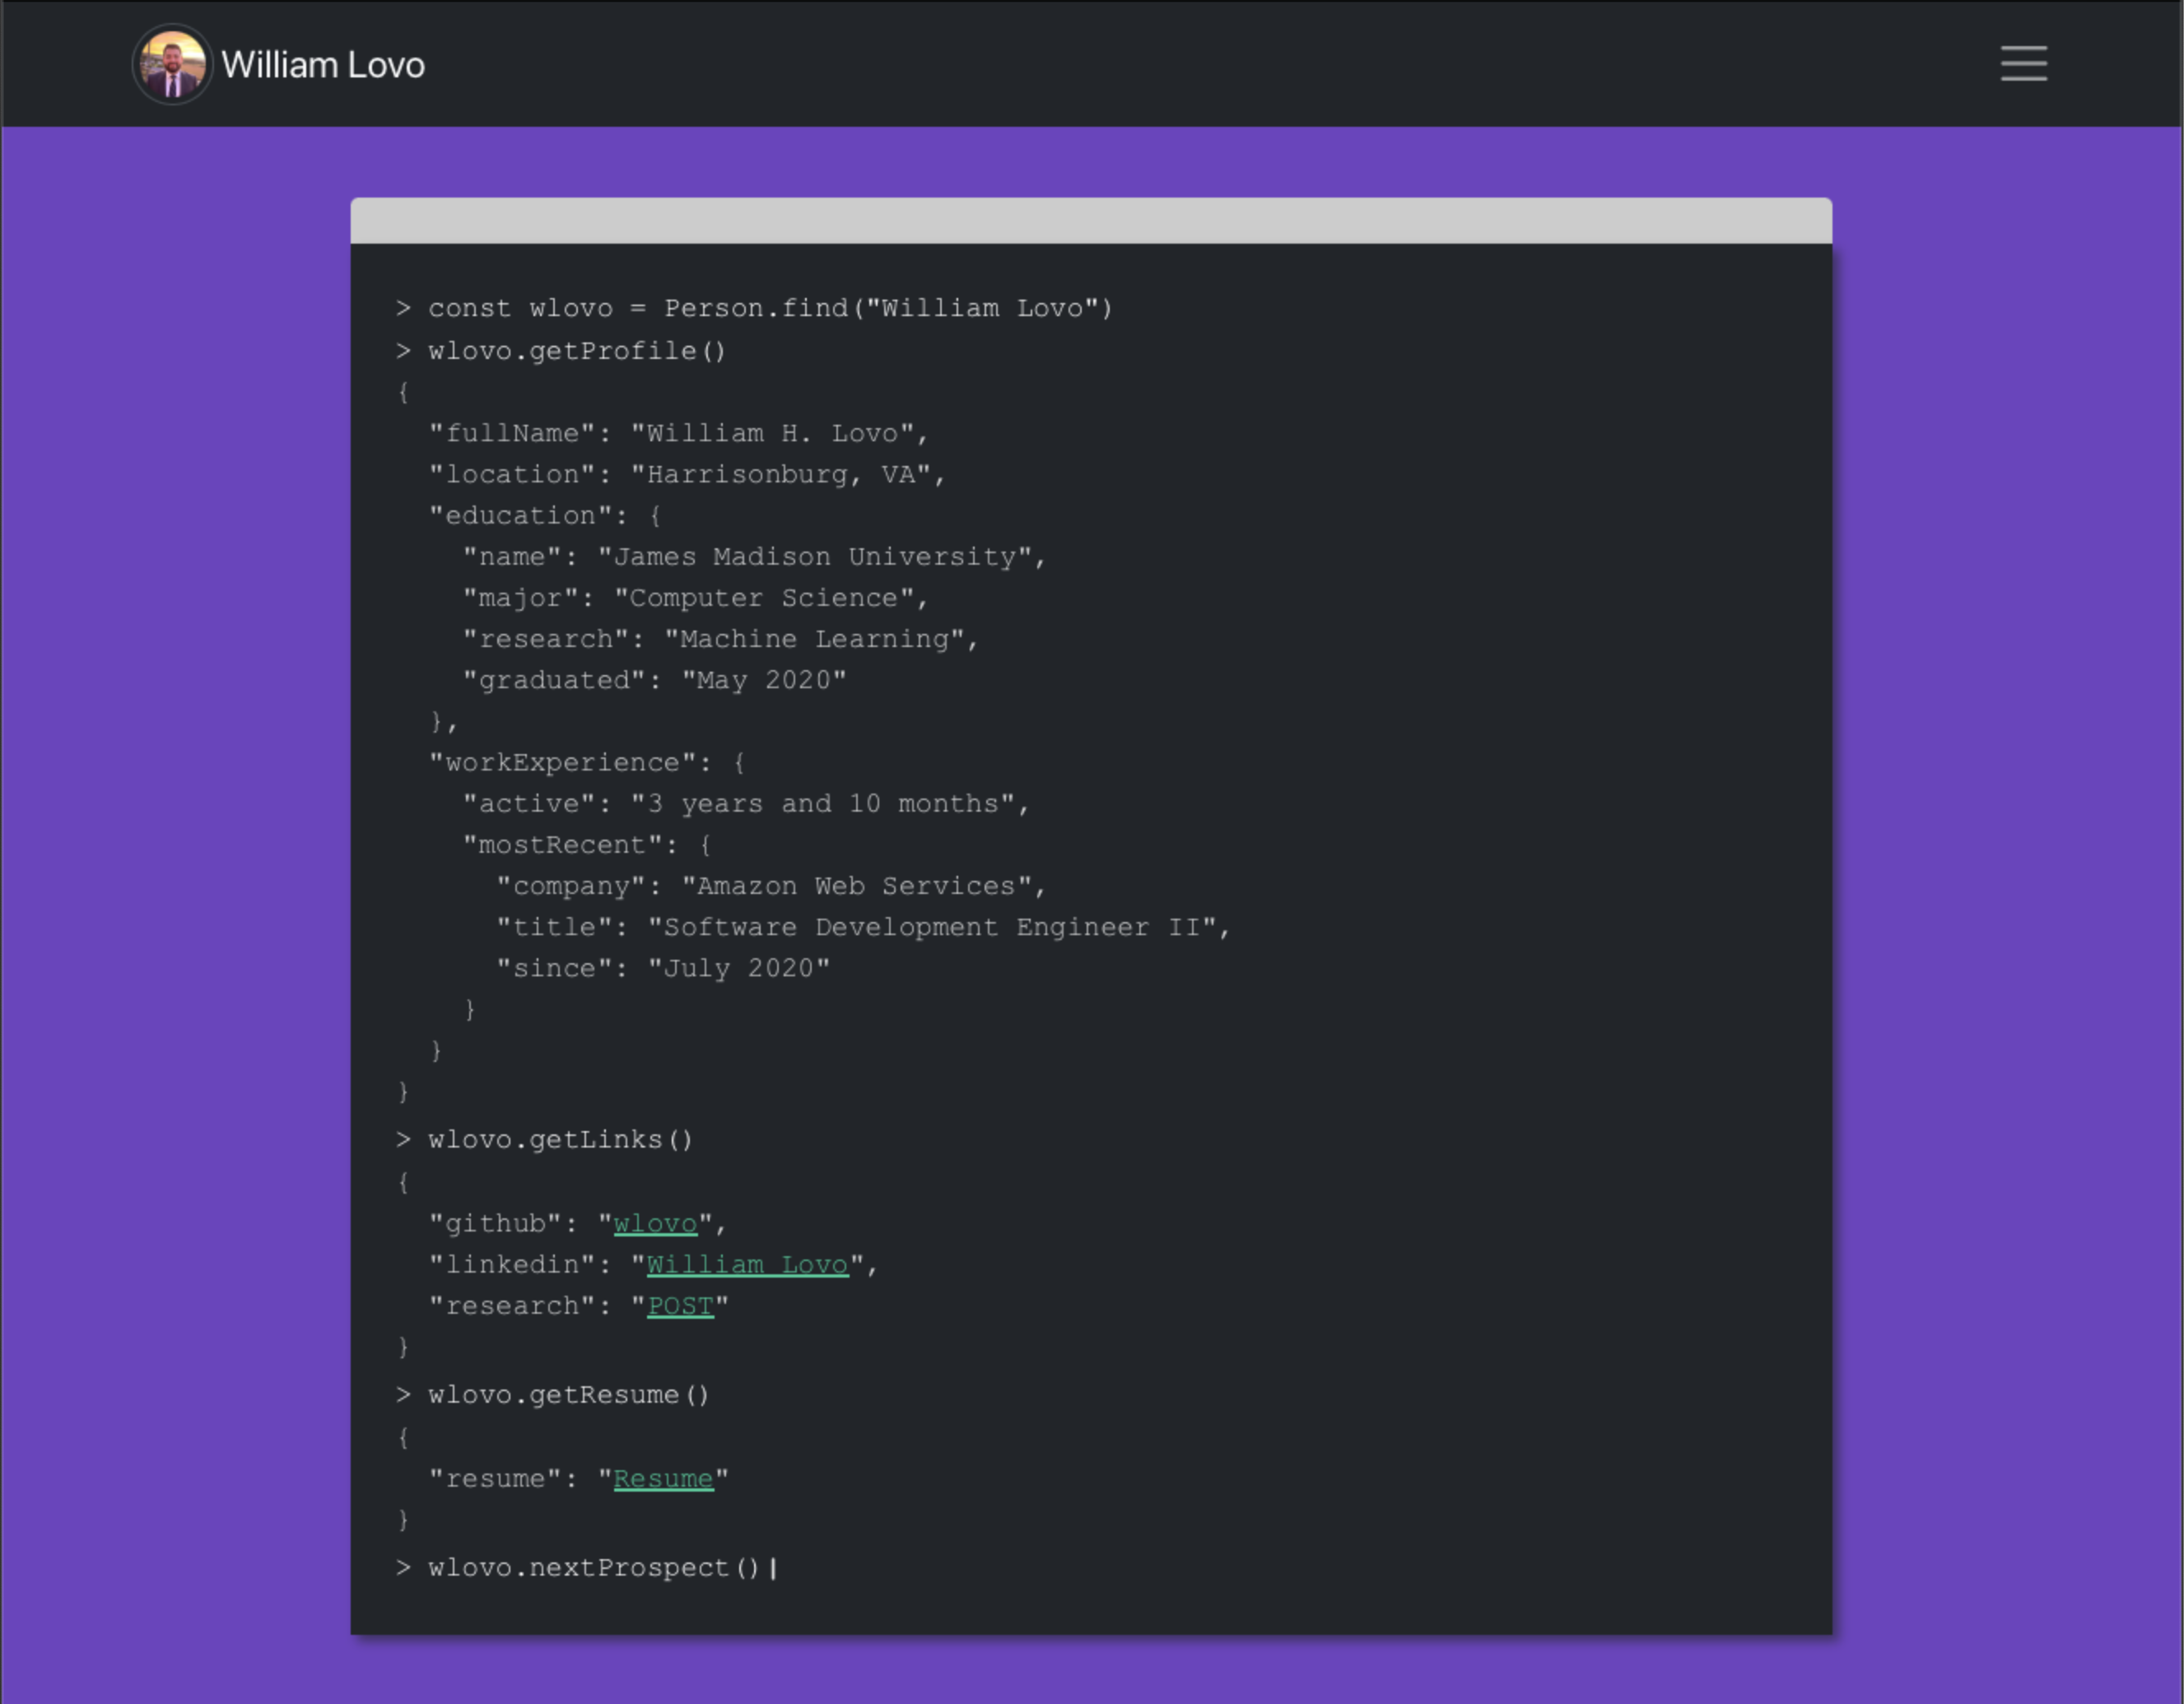 William Lovo
> const wlovo = Person.find("William Lovo")
> wlovo.getProfile()
{
  "fullName": "William H. Lovo",
  "location": "Harrisonburg, VA",
  "education": {
    "name": "James Madison University",
    "major": "Computer Science",
    "research": "Machine Learning",
    "graduated": "May 2020"
  },
  "workExperience": {
    "active": "3 years and 10 months",
    "mostRecent": {
      "company": "Amazon Web Services",
      "title": "Software Development Engineer II",
      "since": "July 2020"
    }
  }
}
> wlovo.getLinks()
{
  "github": "wlovo",
  "linkedin": "William Lovo",
  "research": "POST"
}
> wlovo.getResume()
{
  "resume": "Resume"
}
> wlovo.nextProspect()|